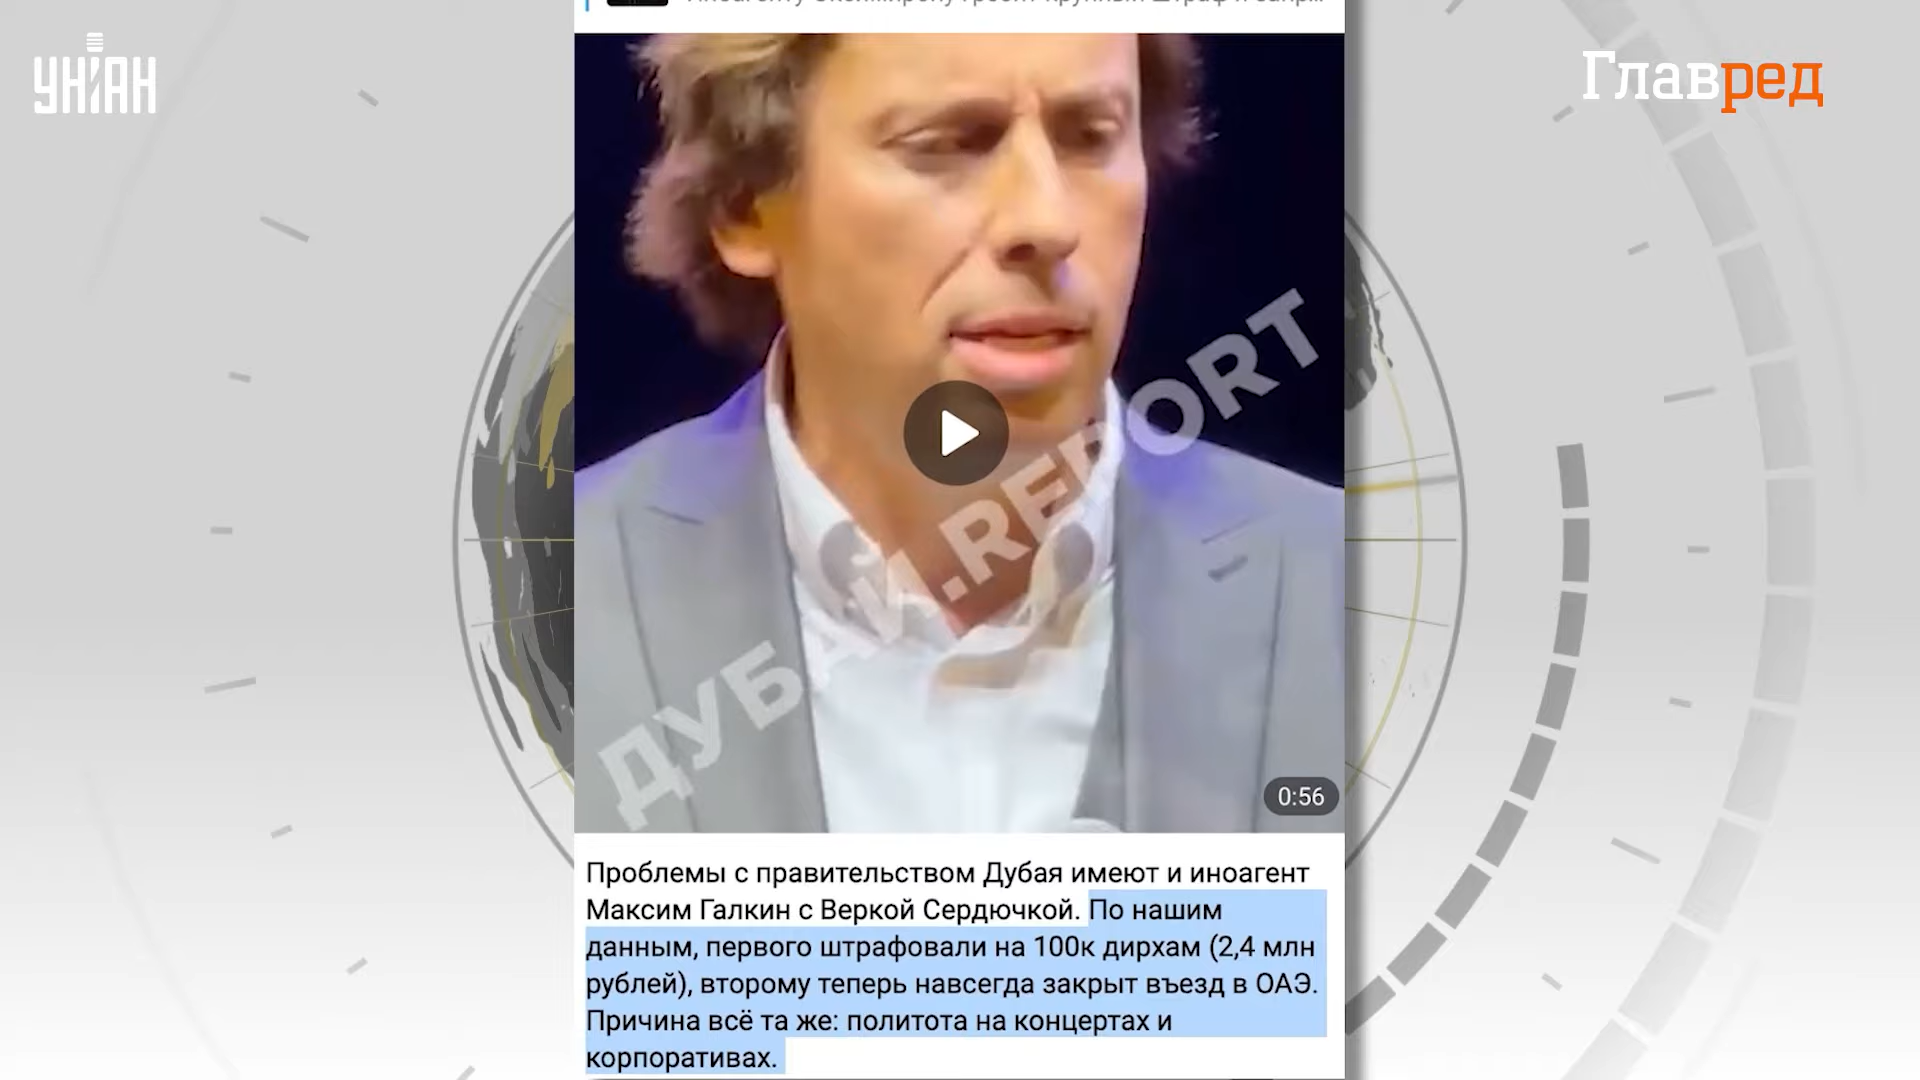 УНІАН
Главред
ДУБАЙ.REPORT
0:56
Проблемы с правительством Дубая имеют и иноагент
Максим Галкин с Веркой Сердючкой. По нашим
данным, первого штрафовали на 100к дирхам (2,4 млн
рублей), второму теперь навсегда закрыт въезд в ОАЭ.
Причина всё та же: политота на концертах и
корпоративах.